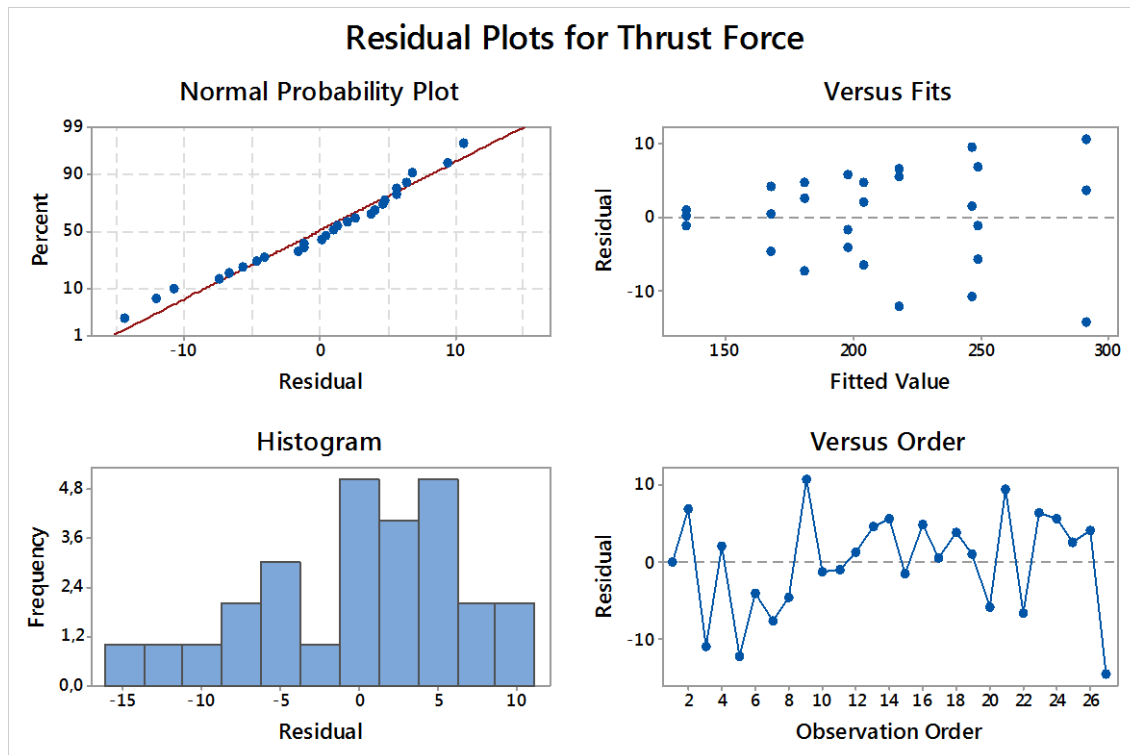 Residual Plots for Thrust Force
Normal Probability Plot
99
90
50
10
1
Percent
-10 0 10
Residual
Versus Fits
10
0
-10
Residual
150 200 250 300
Fitted Value
Histogram
4,8
3,6
2,4
1,2
0,0
Frequency
-15 -10 -5 0 5 10
Residual
Versus Order
10
0
-10
Residual
2 4 6 8 10 12 14 16 18 20 22 24 26
Observation Order